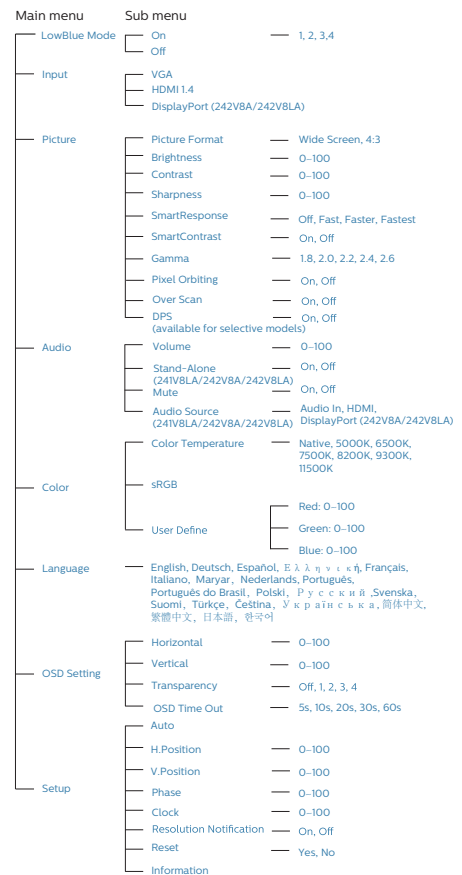 Main menu Sub menu
LowBlue Mode On 1, 2, 3,4
Off
Input VGA
HDMI 1.4
DisplayPort (242V8A/242V8LA)
Picture Picture Format Wide Screen, 4:3
Brightness 0–100
Contrast 0–100
Sharpness 0–100
SmartResponse Off, Fast, Faster, Fastest
SmartContrast On, Off
Gamma 1.8, 2.0, 2.2, 2.4, 2.6
Pixel Orbiting On, Off
Over Scan On, Off
DPS On, Off
(available for selective models)
Audio Volume 0–100
Stand-Alone On, Off
(241V8LA/242V8A/242V8LA)
Mute On, Off
Audio Source Audio In, HDMI,
(241V8LA/242V8A/242V8LA) DisplayPort (242V8A/242V8LA)
Color Temperature Native, 5000K, 6500K,
7500K, 8200K, 9300K,
11500K
Color sRGB
Red: 0–100
User Define Green: 0–100
Blue: 0–100
Language English, Deutsch, Español, Ελληνική, Français,
Italiano, Maryar, Nederlands, Português,
Português do Brasil, Polski, Русский ,Svenska,
Suomi, Türkçe, Čeština, Українська, 简体中文,
繁體中文, 日本語, 한국어
Horizontal 0–100
Vertical 0–100
OSD Setting Transparency Off, 1, 2, 3, 4
OSD Time Out 5s, 10s, 20s, 30s, 60s
Auto
H.Position 0–100
V.Position 0–100
Setup Phase 0–100
Clock 0–100
Resolution Notification On, Off
Reset Yes, No
Information